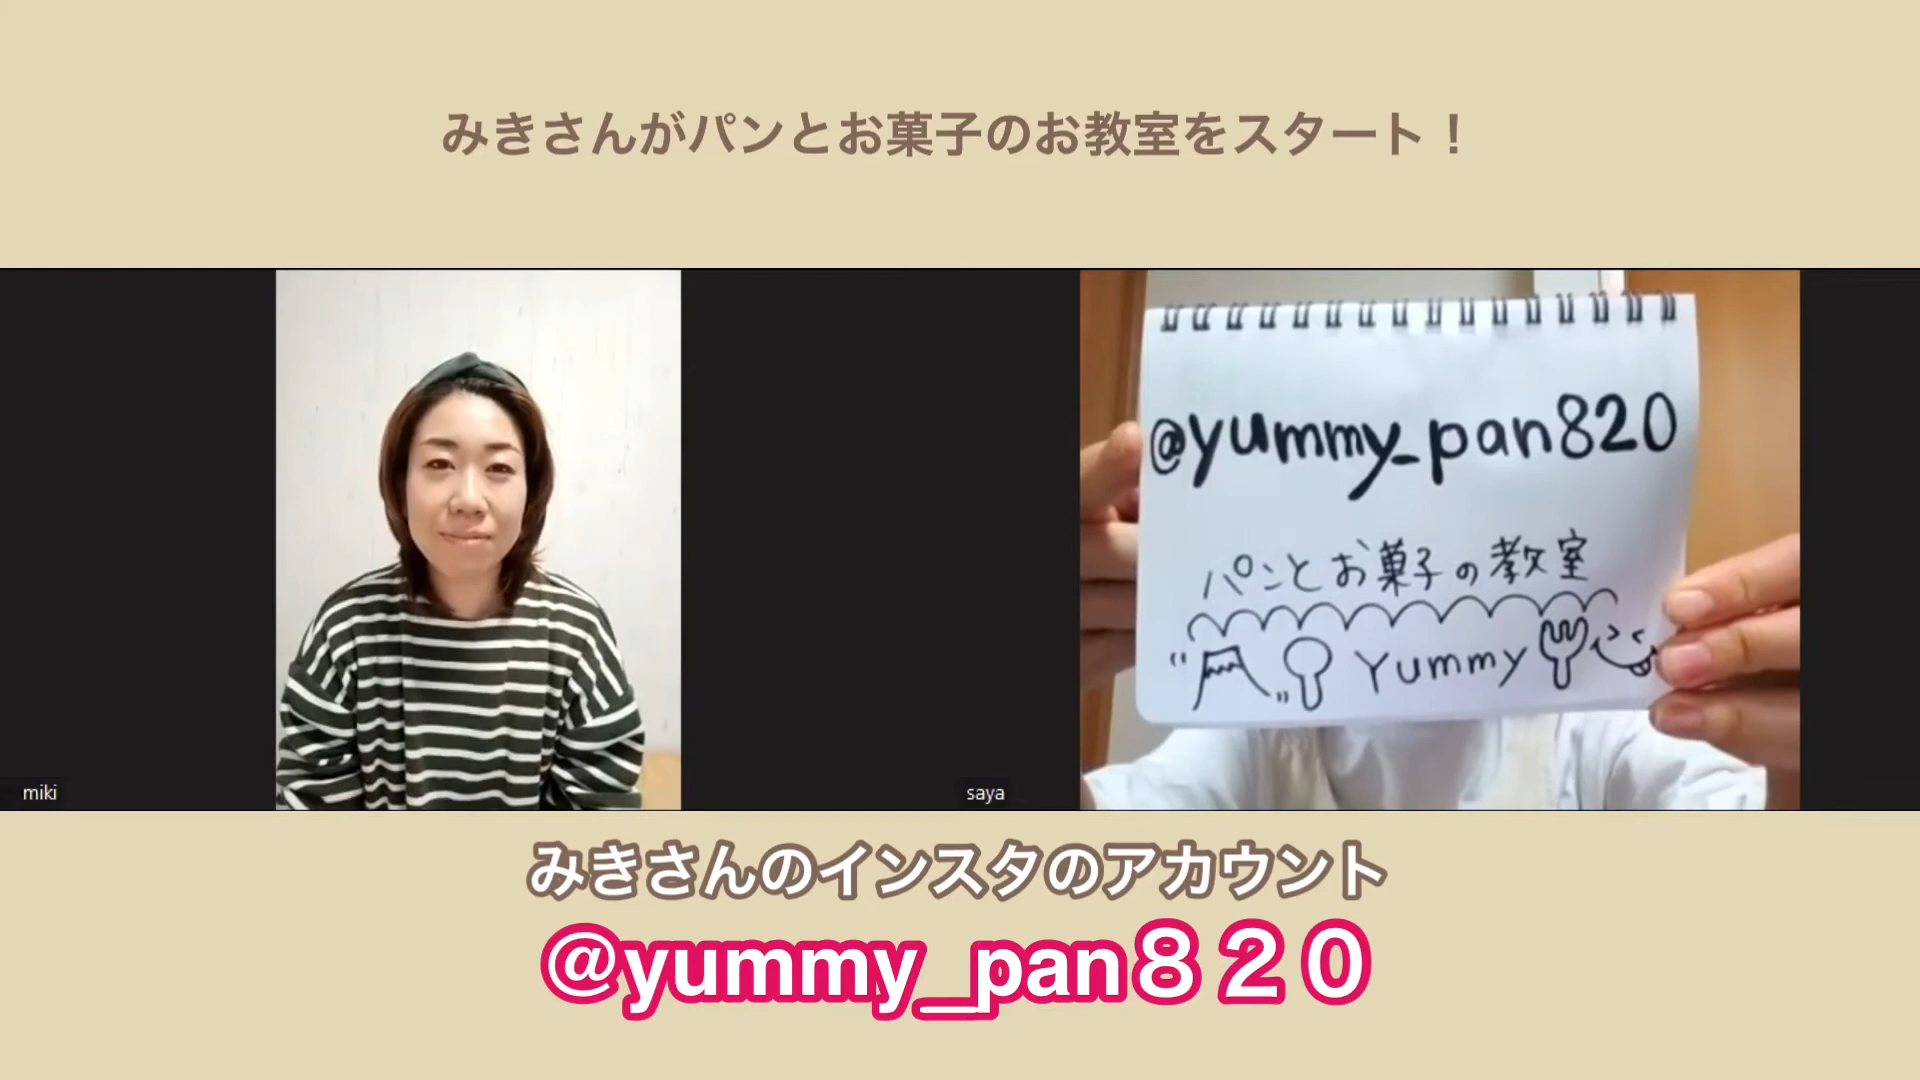 みきさんがパンとお菓子のお教室をスタート！
@yummy_pan820
パンとお菓子の教室
Yummy
miki
saya
みきさんのインスタのアカウント
@yummy_pan８２０